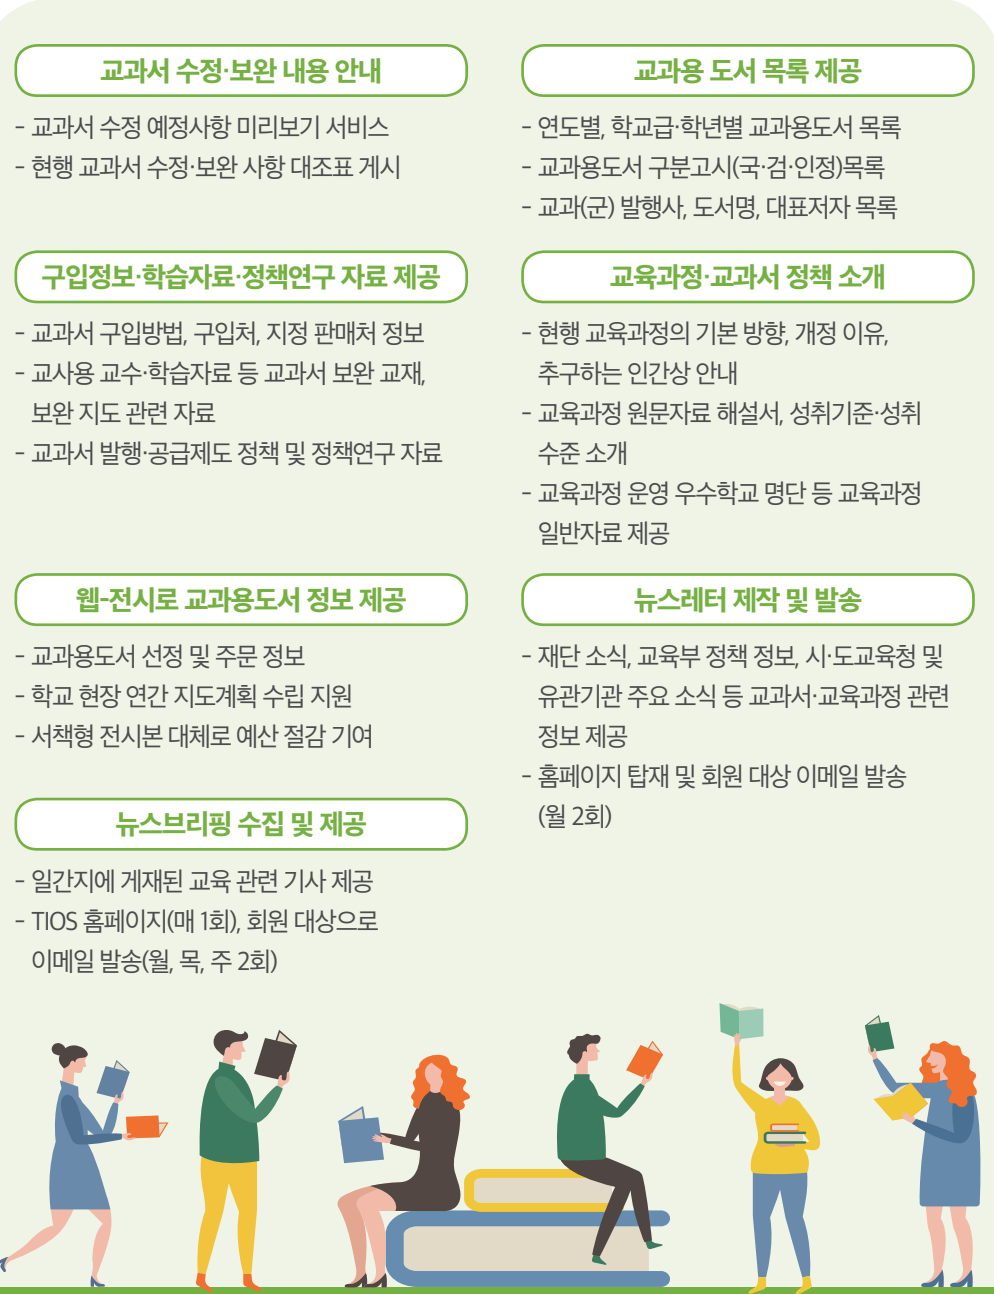 교과서 수정·보완 내용 안내
- 교과서 수정 예정사항 미리보기 서비스
- 현행 교과서 수정·보완 사항 대조표 게시
교과용 도서 목록 제공
- 연도별, 학교급·학년별 교과용도서 목록
- 교과용도서 구분고시(국·검·인정)목록
- 교과(군) 발행사, 도서명, 대표저자 목록
구입정보·학습자료·정책연구 자료 제공
- 교과서 구입방법, 구입처, 지정 판매처 정보
- 교사용 교수·학습자료 등 교과서 보완 교재,
보완 지도 관련 자료
- 교과서 발행·공급제도 정책 및 정책연구 자료
교육과정·교과서 정책 소개
- 현행 교육과정의 기본 방향, 개정 이유,
추구하는 인간상 안내
- 교육과정 원문자료 해설서, 성취기준·성취
수준 소개
- 교육과정 운영 우수학교 명단 등 교육과정
일반자료 제공
웹-전시로 교과용도서 정보 제공
- 교과용도서 선정 및 주문 정보
- 학교 현장 연간 지도계획 수립 지원
- 서책형 전시본 대체로 예산 절감 기여
뉴스레터 제작 및 발송
- 재단 소식, 교육부 정책 정보, 시·도교육청 및
유관기관 주요 소식 등 교과서·교육과정 관련
정보 제공
- 홈페이지 탑재 및 회원 대상 이메일 발송
(월 2회)
뉴스브리핑 수집 및 제공
- 일간지에 게재된 교육 관련 기사 제공
- TIOS 홈페이지(매 1회), 회원 대상으로
이메일 발송(월, 목, 주 2회)